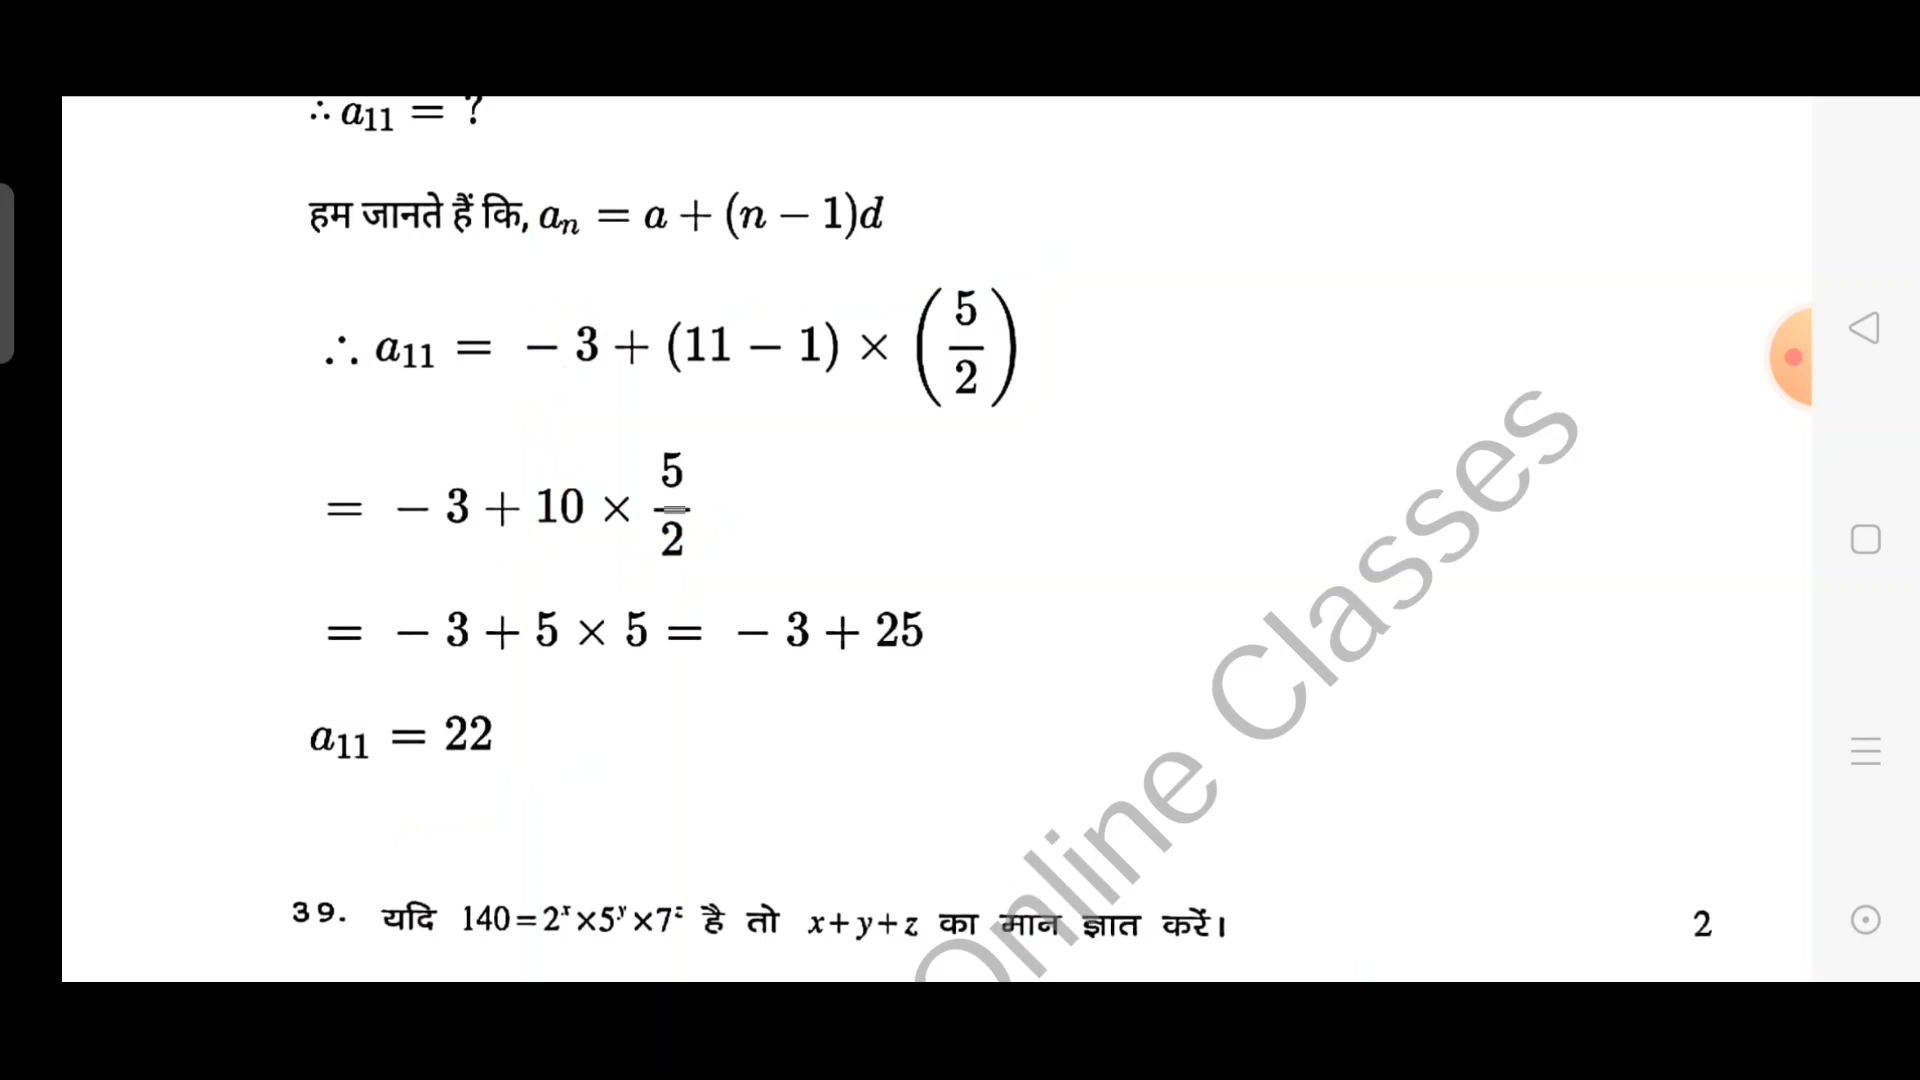 ∴ a₁₁ = ?
हम जानते हैं कि, aₙ = a + (n − 1)d
∴ a₁₁ = − 3 + (11 − 1) × (5/2)
= − 3 + 10 × 5/2
= − 3 + 5 × 5 = − 3 + 25
a₁₁ = 22
39. यदि 140=2ˣ×5ʸ×7ᶻ है तो x+y+z का मान ज्ञात करें। 2
Online Classes